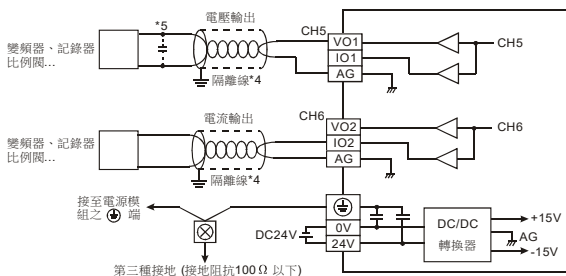 *5
電壓輸出
CH5
VO1
IO1
AG
CH5
變頻器、記錄器
比例閥...
隔離線*4
電流輸出
CH6
VO2
IO2
AG
CH6
變頻器、記錄器
比例閥...
隔離線*4
接至電源模
組之 端
DC24V
0V
24V
DC/DC
轉換器
+15V
AG
-15V
第三種接地 (接地阻抗100Ω 以下)